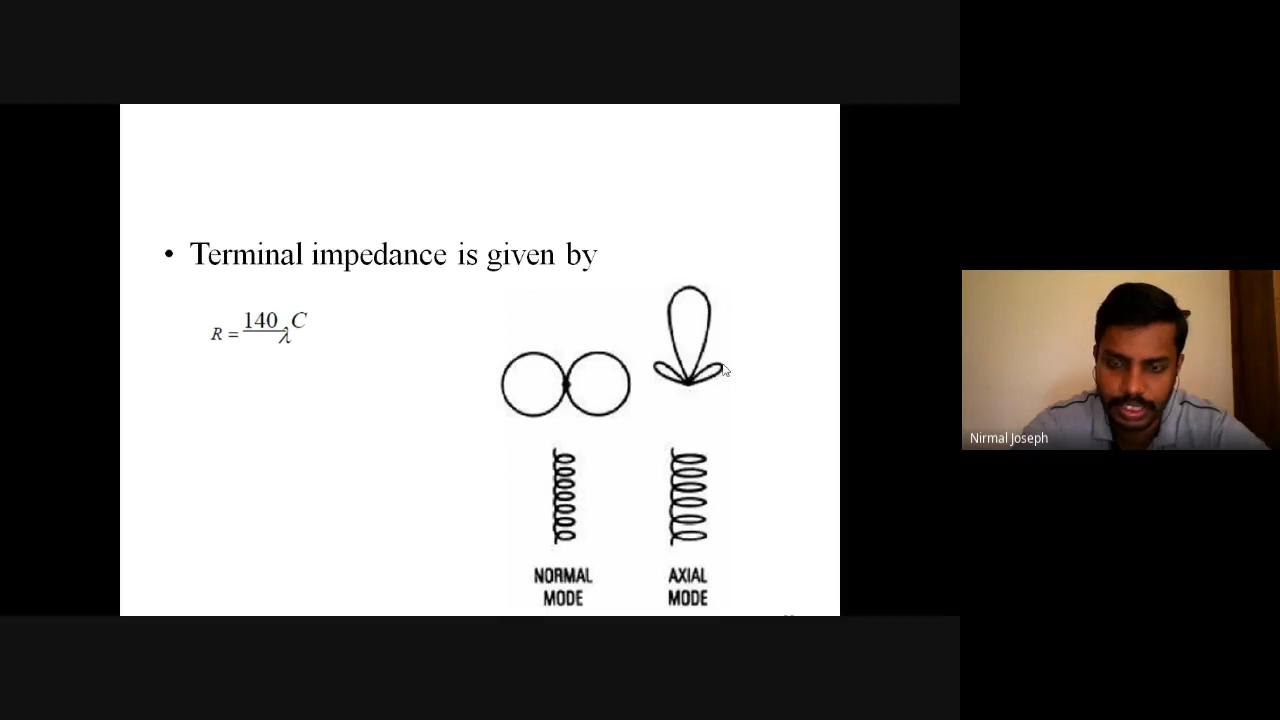 • Terminal impedance is given by
R = 140 C
λ
NORMAL
MODE
AXIAL
MODE
Nirmal Joseph